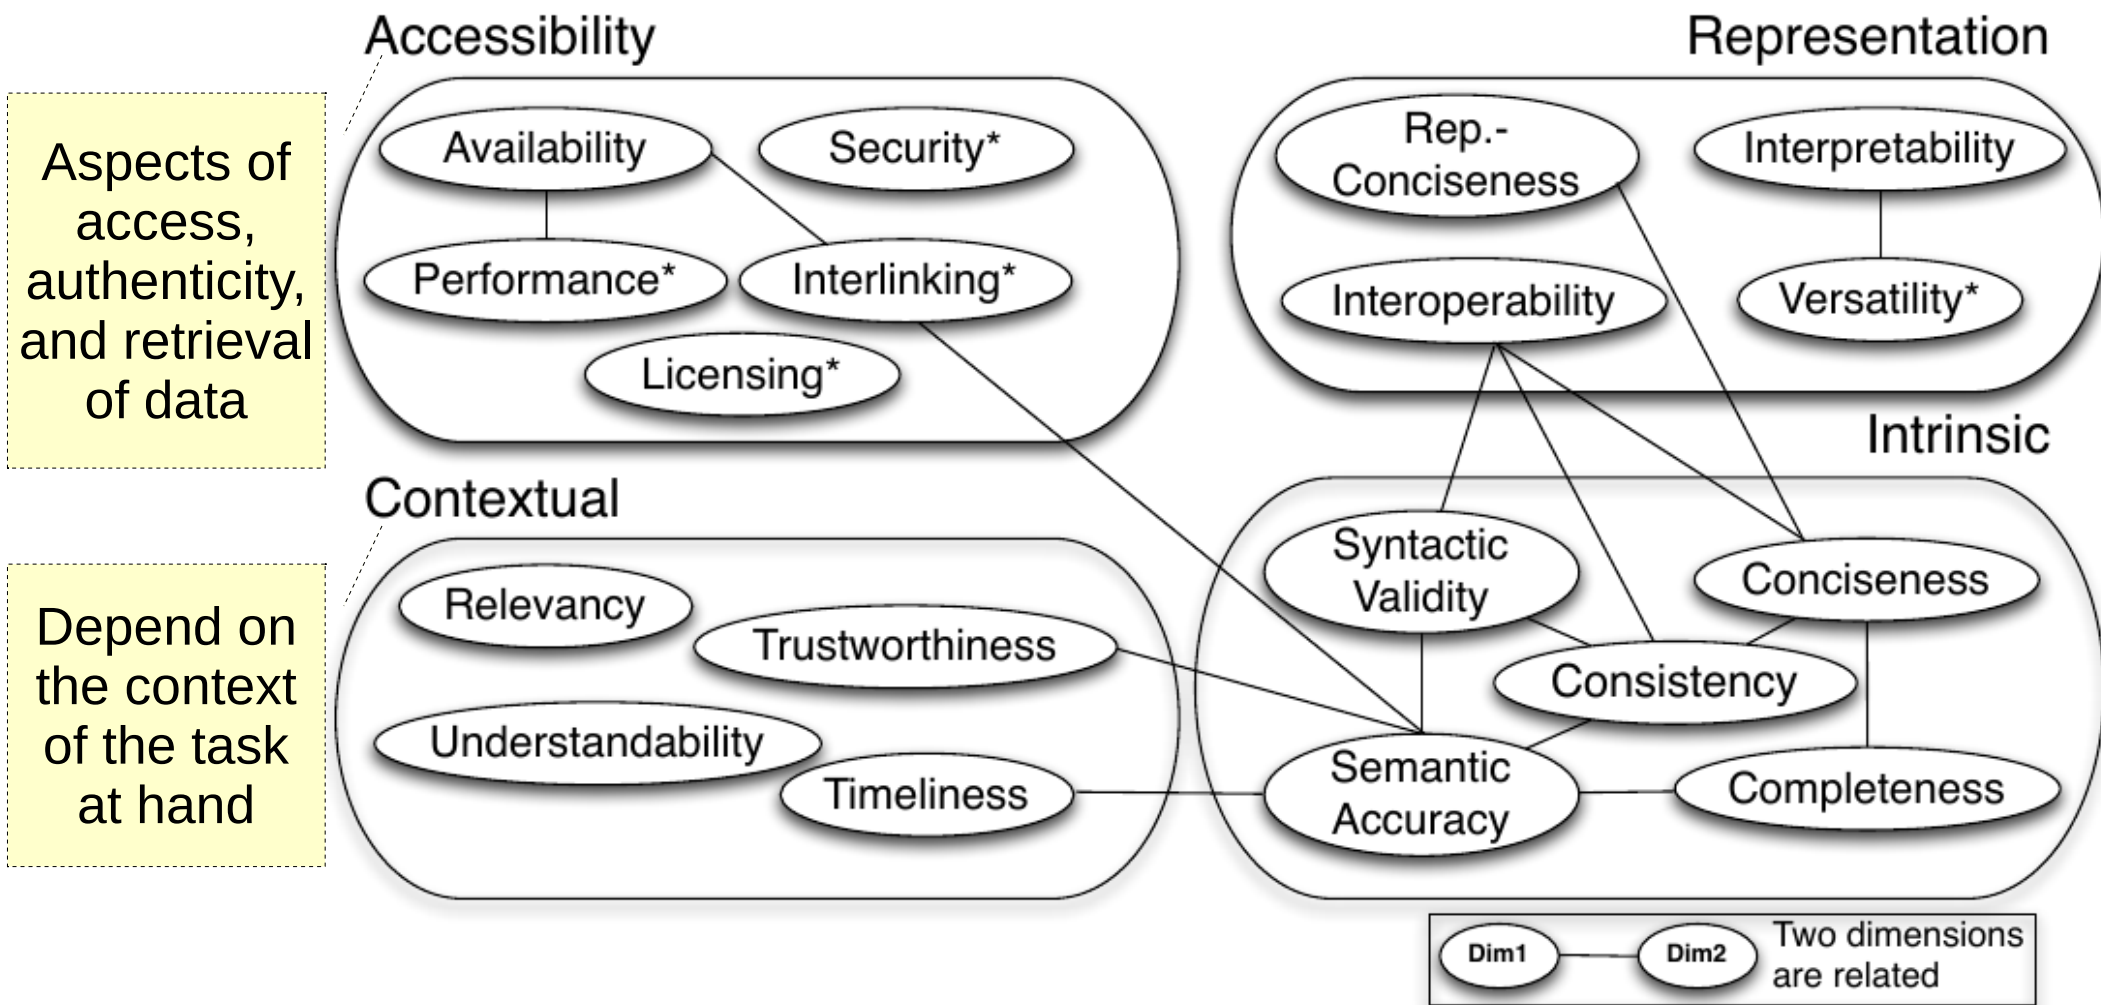 Accessibility
Aspects of
access,
authenticity,
and retrieval
of data
Availability
Security*
Performance*
Interlinking*
Licensing*
Representation
Rep.-
Conciseness
Interpretability
Interoperability
Versatility*
Contextual
Depend on
the context
of the task
at hand
Relevancy
Trustworthiness
Understandability
Timeliness
Intrinsic
Syntactic
Validity
Conciseness
Consistency
Semantic
Accuracy
Completeness
Dim1
Dim2
Two dimensions
are related